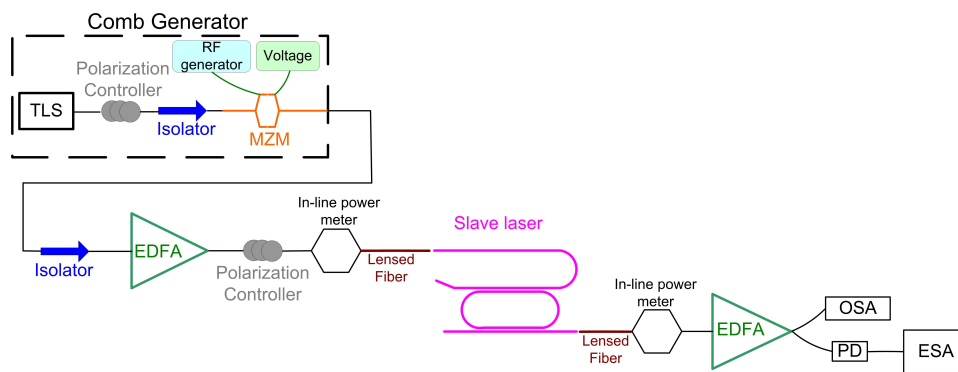 Comb Generator
RF
generator
Voltage
Polarization
Controller
TLS
Isolator
MZM
In-line power
meter
Slave laser
EDFA
Isolator
Polarization
Controller
Lensed
Fiber
In-line power
meter
Lensed
Fiber
EDFA
OSA
PD
ESA